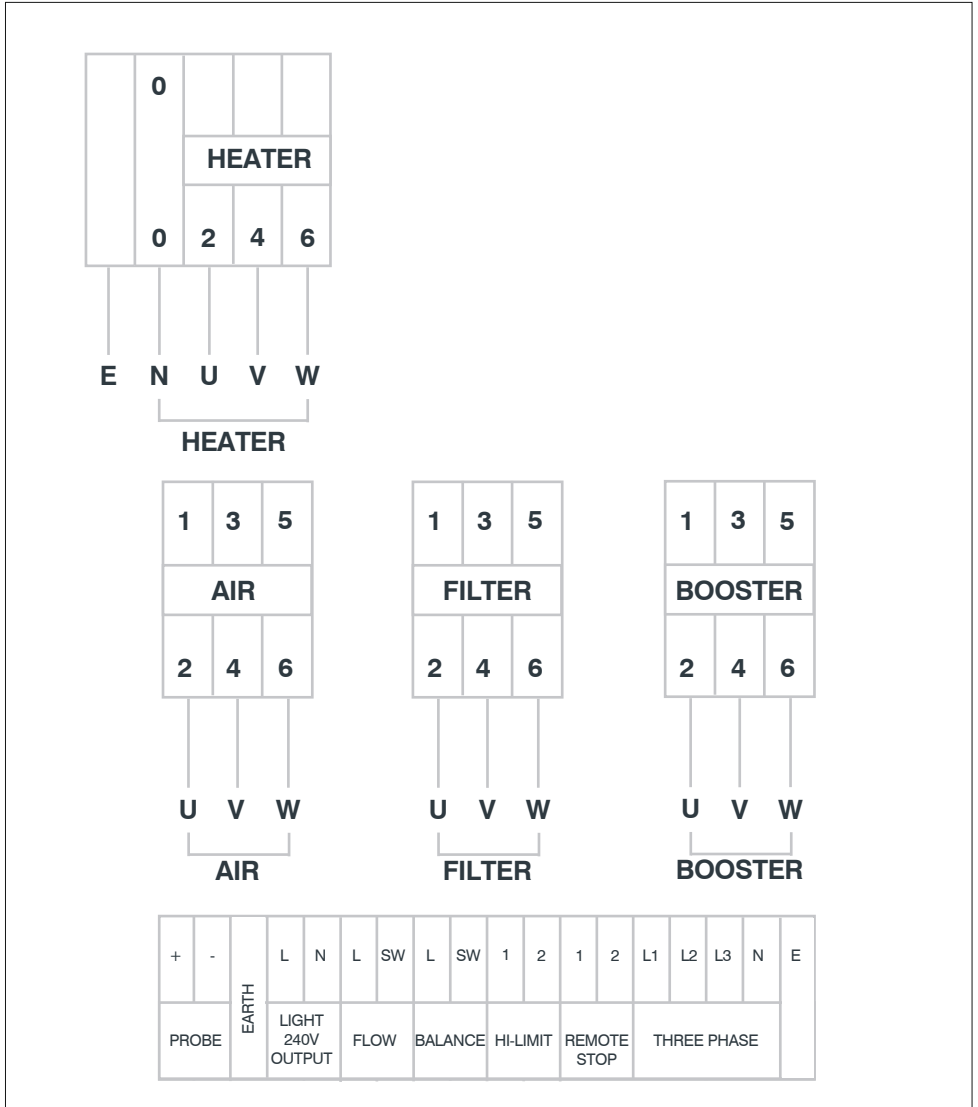 0
HEATER
0 2 4 6
E N U V W
HEATER
1 3 5
AIR
2 4 6
U V W
AIR
1 3 5
FILTER
2 4 6
U V W
FILTER
1 3 5
BOOSTER
2 4 6
U V W
BOOSTER
+ - L N L SW L SW 1 2 1 2 L1 L2 L3 N E
EARTH
PROBE
LIGHT
240V
OUTPUT
FLOW
BALANCE
HI-LIMIT
REMOTE
STOP
THREE PHASE